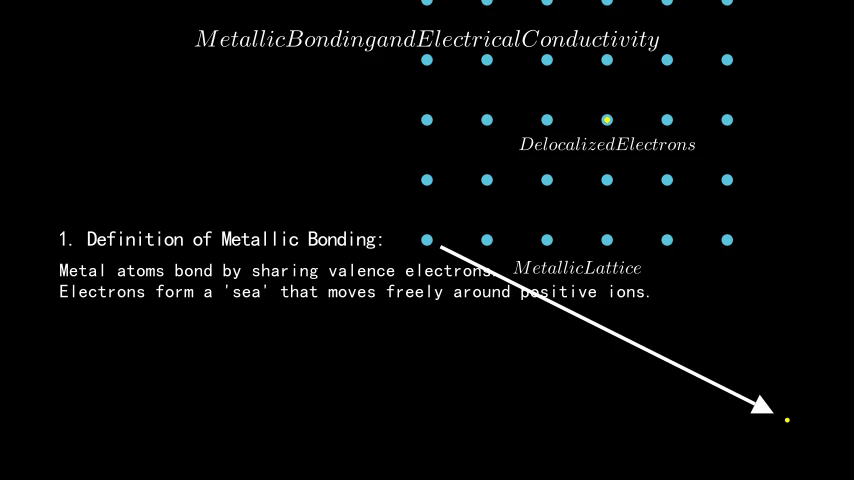 MetallicBondingandElectricalConductivity
DelocalizedElectrons
1. Definition of Metallic Bonding:
MetallicLattice
Metal atoms bond by sharing valence electrons.
Electrons form a 'sea' that moves freely around positive ions.